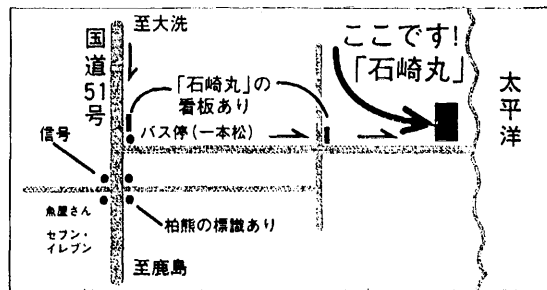 至大洗
国道51号
「石崎丸」の
看板あり
ここです!
「石崎丸」
太平洋
バス停(一本松)
信号
魚屋さん
セブン・
イレブン
柏熊の標識あり
至鹿島